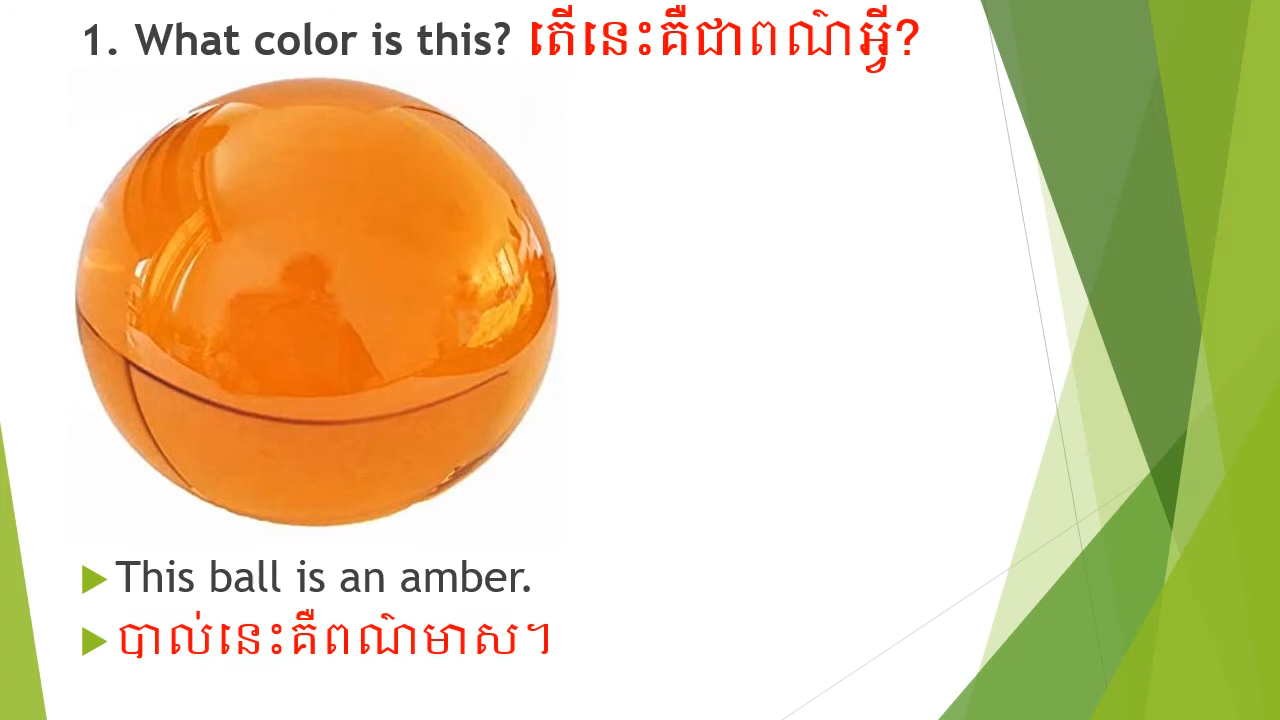 1. What color is this? តើនេះគឺជាពណ៌អ្វី?
This ball is an amber.
បាល់នេះគឺពណ៌មាស។